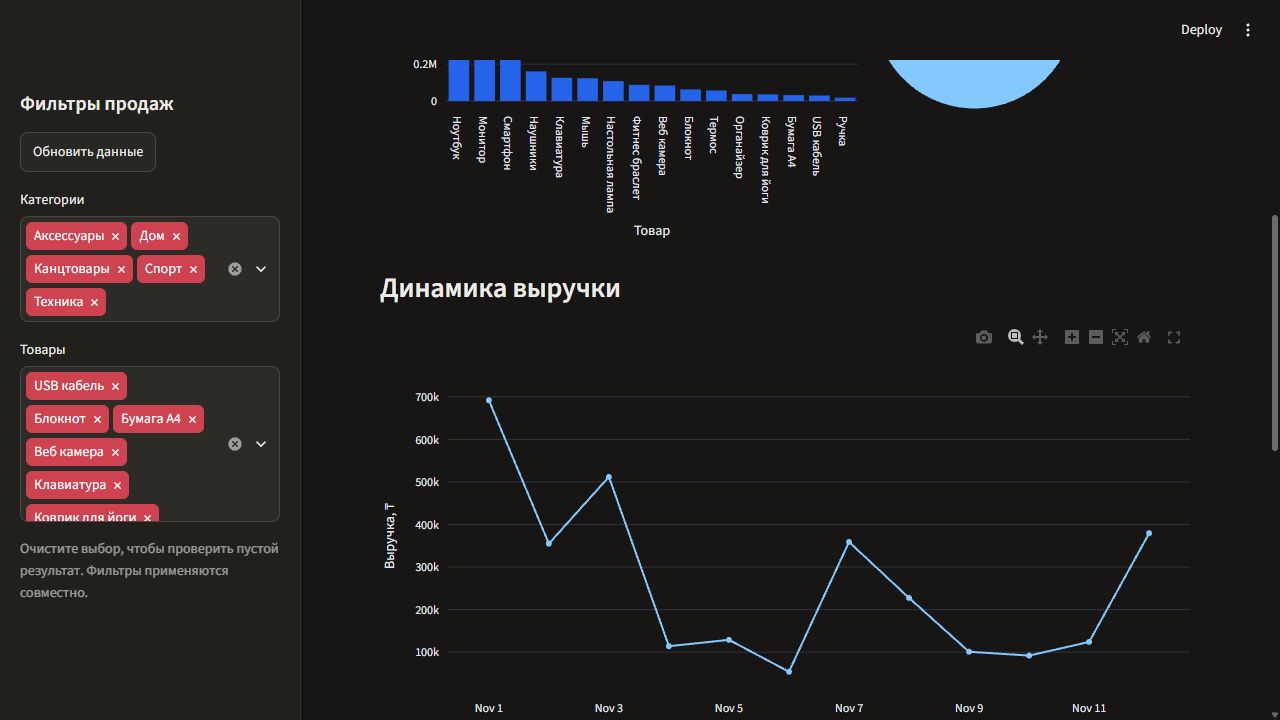 Deploy
Фильтры продаж
Обновить данные
Категории
Аксессуары × Дом ×
Канцтовары × Спорт ×
Техника ×
Товары
USB кабель ×
Блокнот × Бумага А4 ×
Веб камера ×
Клавиатура ×
Коврик для йоги ×
Очистите выбор, чтобы проверить пустой
результат. Фильтры применяются
совместно.
0.2M
0
Ноутбук
Монитор
Смартфон
Наушники
Клавиатура
Мышь
Настольная лампа
Фитнес браслет
Веб камера
Блокнот
Термос
Органайзер
Коврик для йоги
Бумага А4
USB кабель
Ручка
Товар
Динамика выручки
Выручка, ₸
700k
600k
500k
400k
300k
200k
100k
Nov 1
Nov 3
Nov 5
Nov 7
Nov 9
Nov 11